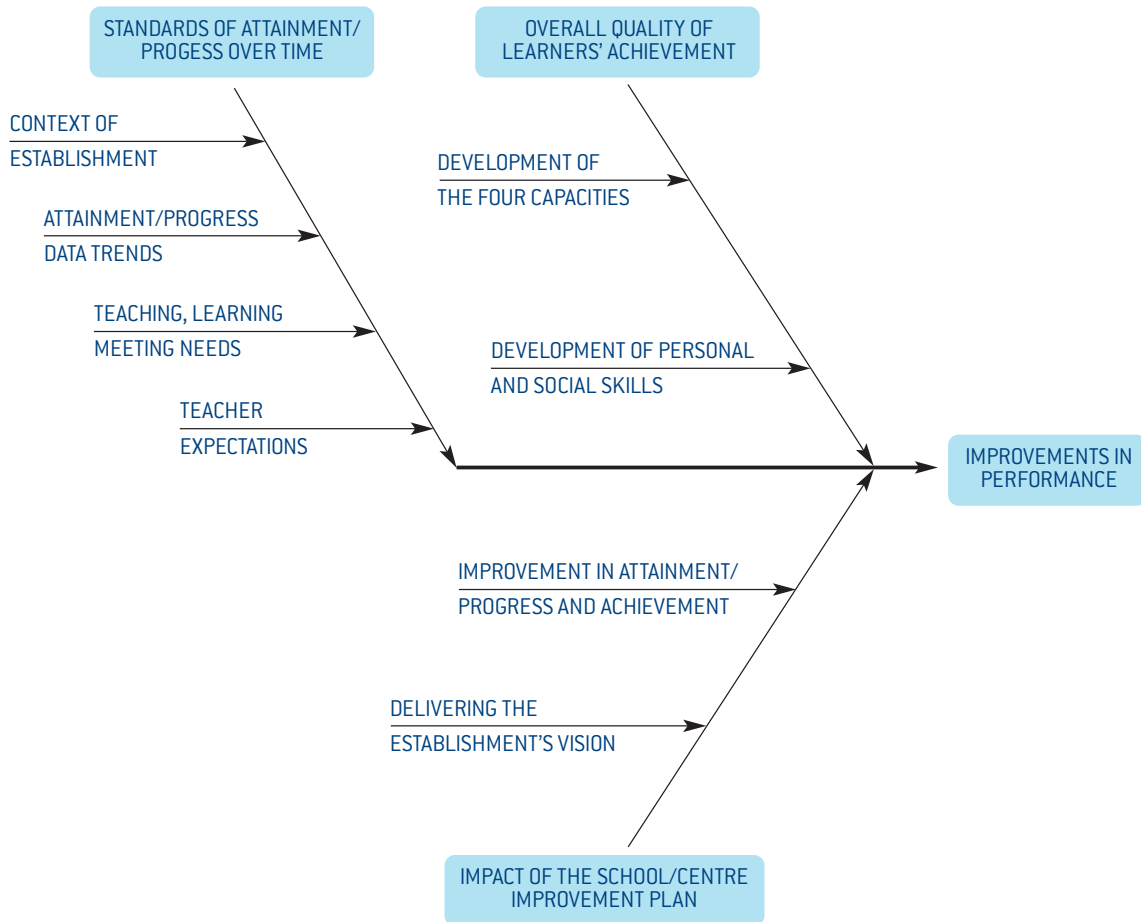 STANDARDS OF ATTAINMENT/
PROGESS OVER TIME
OVERALL QUALITY OF
LEARNERS’ ACHIEVEMENT
CONTEXT OF
ESTABLISHMENT
ATTAINMENT/PROGRESS
DATA TRENDS
TEACHING, LEARNING
MEETING NEEDS
TEACHER
EXPECTATIONS
DEVELOPMENT OF
THE FOUR CAPACITIES
DEVELOPMENT OF PERSONAL
AND SOCIAL SKILLS
IMPROVEMENTS IN
PERFORMANCE
IMPROVEMENT IN ATTAINMENT/
PROGRESS AND ACHIEVEMENT
DELIVERING THE
ESTABLISHMENT’S VISION
IMPACT OF THE SCHOOL/CENTRE
IMPROVEMENT PLAN